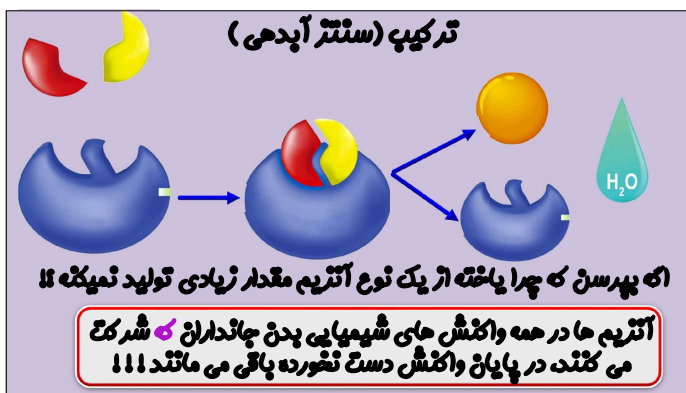 ترکیب (سنتز آبدهی)
H₂O
اگه بپرسن که چرا یاخته از یک نوع آنزیم مقدار زیادی تولید نمیکنه ؟!
آنزیم ها در همه واکنش های شیمیایی بدن جانداران که شرکت
می کنند، در پایان واکنش دست نخورده باقی می مانند !!!